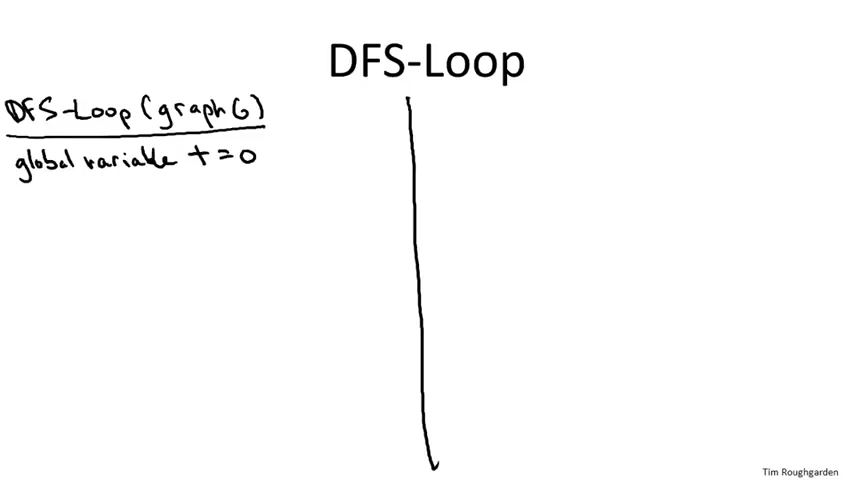 DFS-Loop
DFS-Loop (graph G)
global variable t = 0
Tim Roughgarden